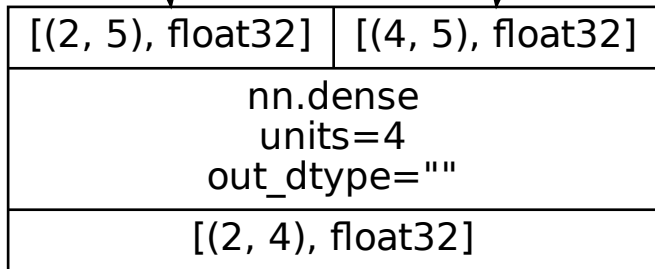 [(2, 5), float32] [(4, 5), float32]
nn.dense
units=4
out_dtype=""
[(2, 4), float32]